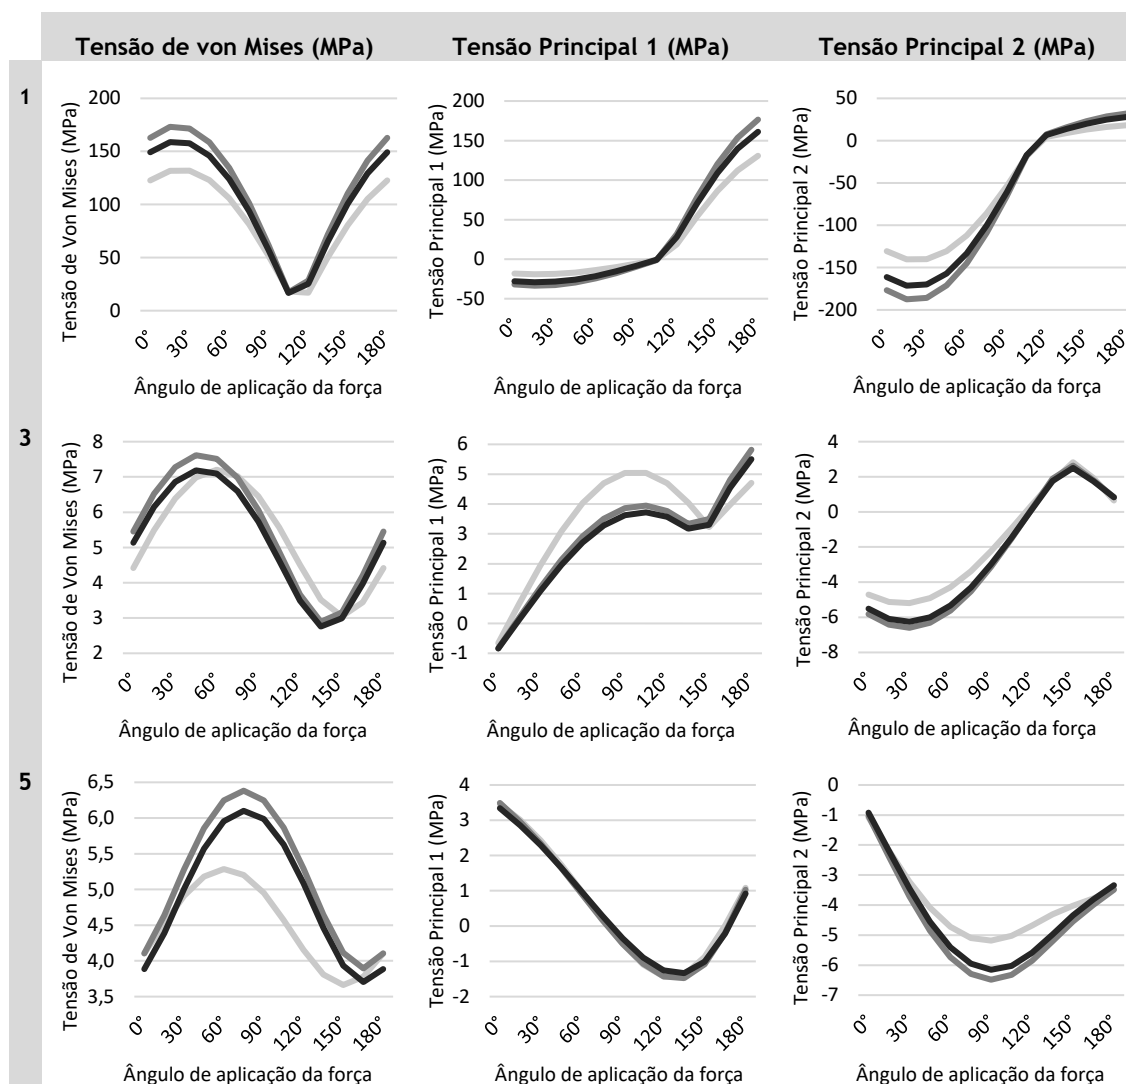 Tensão de von Mises (MPa) Tensão Principal 1 (MPa) Tensão Principal 2 (MPa)
1
Tensão de Von Mises (MPa)
200
150
100
50
0
0° 30° 60° 90° 120° 150° 180°
Ângulo de aplicação da força
Tensão Principal 1 (MPa)
200
150
100
50
0
-50
0° 30° 60° 90° 120° 150° 180°
Ângulo de aplicação da força
Tensão Principal 2 (MPa)
50
0
-50
-100
-150
-200
0° 30° 60° 90° 120° 150° 180°
Ângulo de aplicação da força
3
Tensão de Von Mises (MPa)
8
7
6
5
4
3
2
0° 30° 60° 90° 120° 150° 180°
Ângulo de aplicação da força
Tensão Principal 1 (MPa)
6
5
4
3
2
1
0
-1
0° 30° 60° 90° 120° 150° 180°
Ângulo de aplicação da força
Tensão Principal 2 (MPa)
4
2
0
-2
-4
-6
-8
0° 30° 60° 90° 120° 150° 180°
Ângulo de aplicação da força
5
Tensão de Von Mises (MPa)
6,5
6,0
5,5
5,0
4,5
4,0
3,5
0° 30° 60° 90° 120° 150° 180°
Ângulo de aplicação da força
Tensão Principal 1 (MPa)
4
3
2
1
0
-1
-2
0° 30° 60° 90° 120° 150° 180°
Ângulo de aplicação da força
Tensão Principal 2 (MPa)
0
-1
-2
-3
-4
-5
-6
-7
0° 30° 60° 90° 120° 150° 180°
Ângulo de aplicação da força